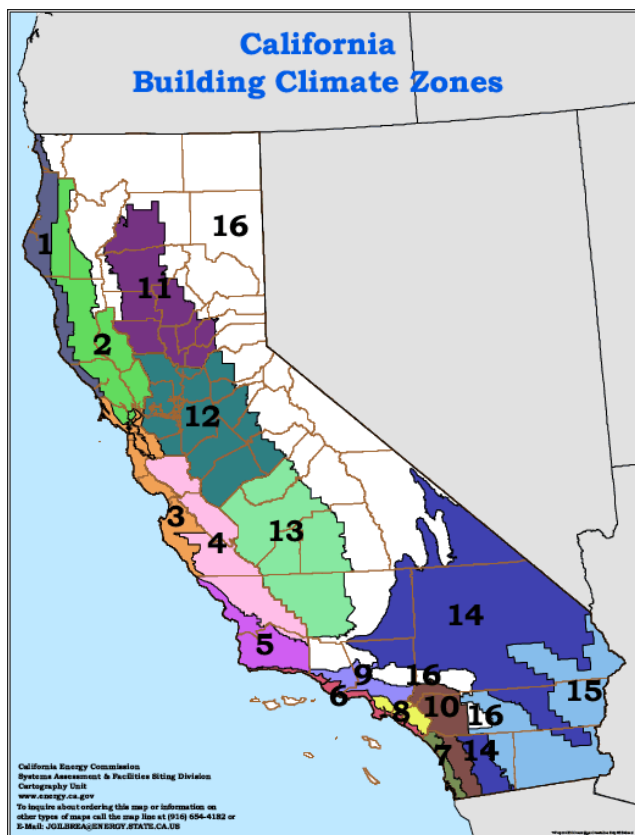 California
Building Climate Zones
16
1
11
2
12
3
4
13
14
5
9
16
15
6
10
8
16
7
14
California Energy Commission
Systems Assessment & Facilities Siting Division
Cartography Unit
www.energy.ca.gov
To inquire about ordering this map or information on
other types of maps call the map line at (916) 654-4182 or
E-Mail: JGILBREA@ENERGY.STATE.CA.US